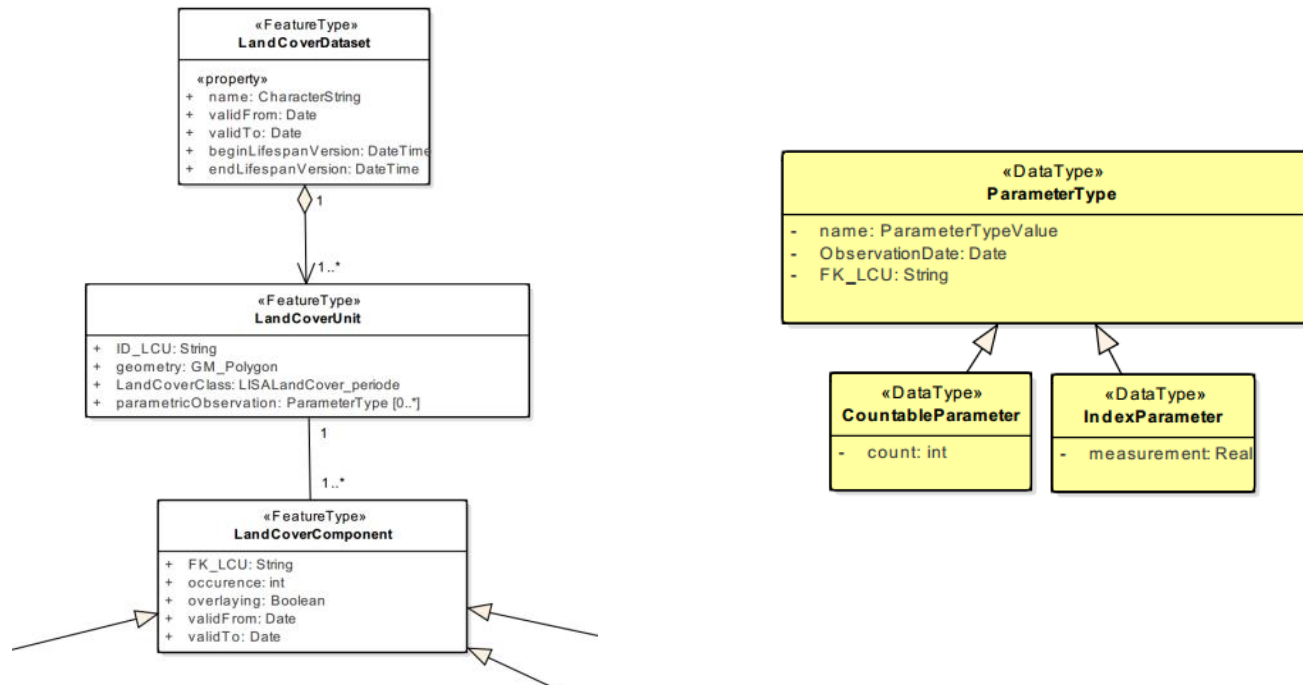 «FeatureType»
LandCoverDataset
«property»
+ name: CharacterString
+ validFrom: Date
+ validTo: Date
+ beginLifespanVersion: DateTime
+ endLifespanVersion: DateTime
1
1..*
«FeatureType»
LandCoverUnit
+ ID_LCU: String
+ geometry: GM_Polygon
+ LandCoverClass: LISALandCover_periode
+ parametricObservation: ParameterType [0..*]
1
1..*
«FeatureType»
LandCoverComponent
+ FK_LCU: String
+ occurence: int
+ overlaying: Boolean
+ validFrom: Date
+ validTo: Date
«DataType»
ParameterType
- name: ParameterTypeValue
- ObservationDate: Date
- FK_LCU: String
«DataType»
CountableParameter
- count: int
«DataType»
IndexParameter
- measurement: Real